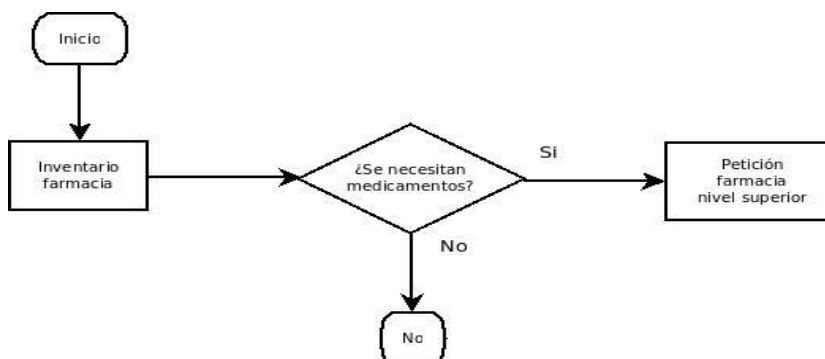 Inicio
Inventario
farmacia
¿Se necesitan
medicamentos?
Si
Petición
farmacia
nivel superior
No
No